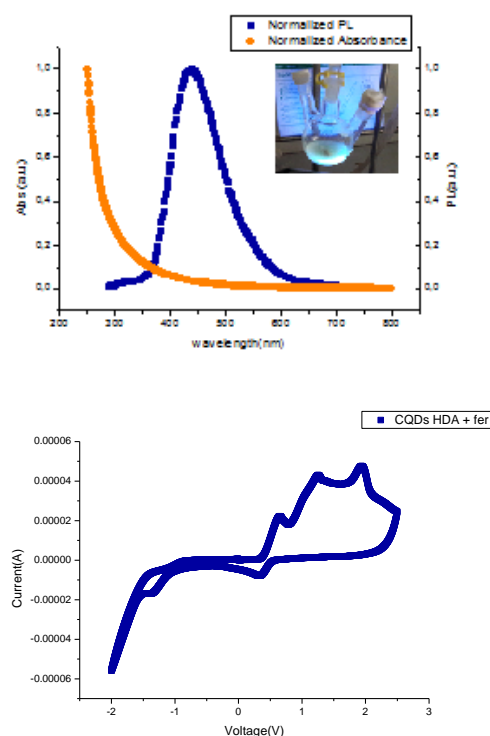 Normalized PL
Normalized Absorbance
1,0 1,0
0,8 0,8
0,6 0,6
0,4 0,4
0,2 0,2
0,0 0,0
Abs (a.u.)
PL(a.u.)
200 300 400 500 600 700 800
wavelength(nm)
CQDs HDA + fer
0.00006
0.00004
0.00002
0.00000
-0.00002
-0.00004
-0.00006
Current(A)
-2 -1 0 1 2 3
Voltage(V)